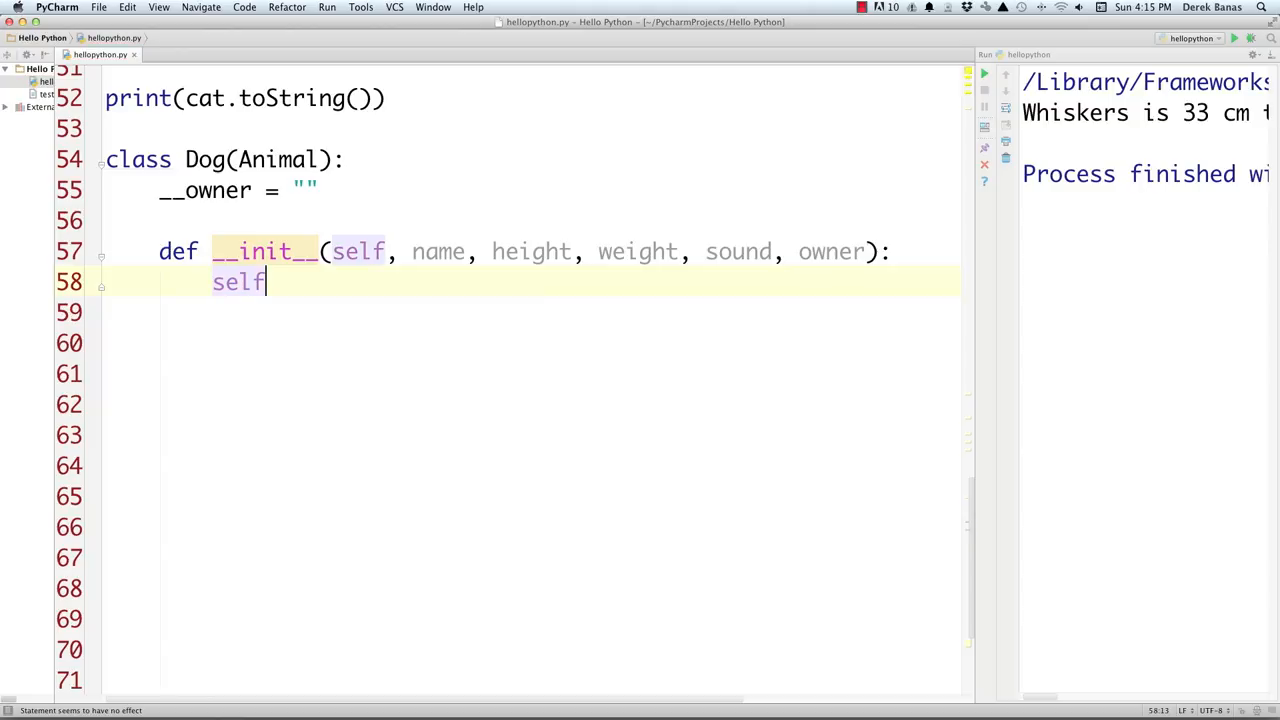 PyCharm File Edit View Navigate Code Refactor Run Tools VCS Window Help 10 Sun 4:15 PM Derek Banas
hellopython.py – Hello Python – [~/PycharmProjects/Hello Python]
Hello Python hellopython.py hellopython
hellopython.py × Run hellopython
Hello P
hell
test
Externa
51
52 print(cat.toString())
53
54 class Dog(Animal):
55 __owner = ""
56
57 def __init__(self, name, height, weight, sound, owner):
58 self
59
60
61
62
63
64
65
66
67
68
69
70
71
/Library/Frameworks
Whiskers is 33 cm t
Process finished wi
Statement seems to have no effect 58:13 LF UTF-8